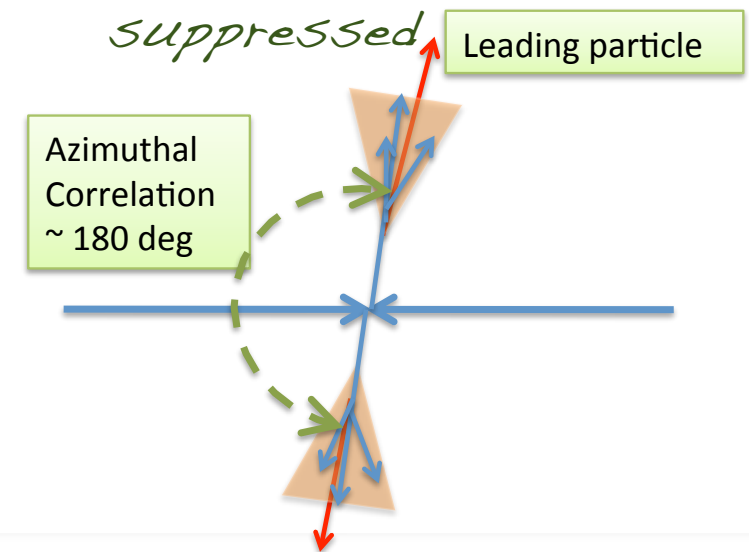 suppressed
Leading particle
Azimuthal
Correlation
~ 180 deg